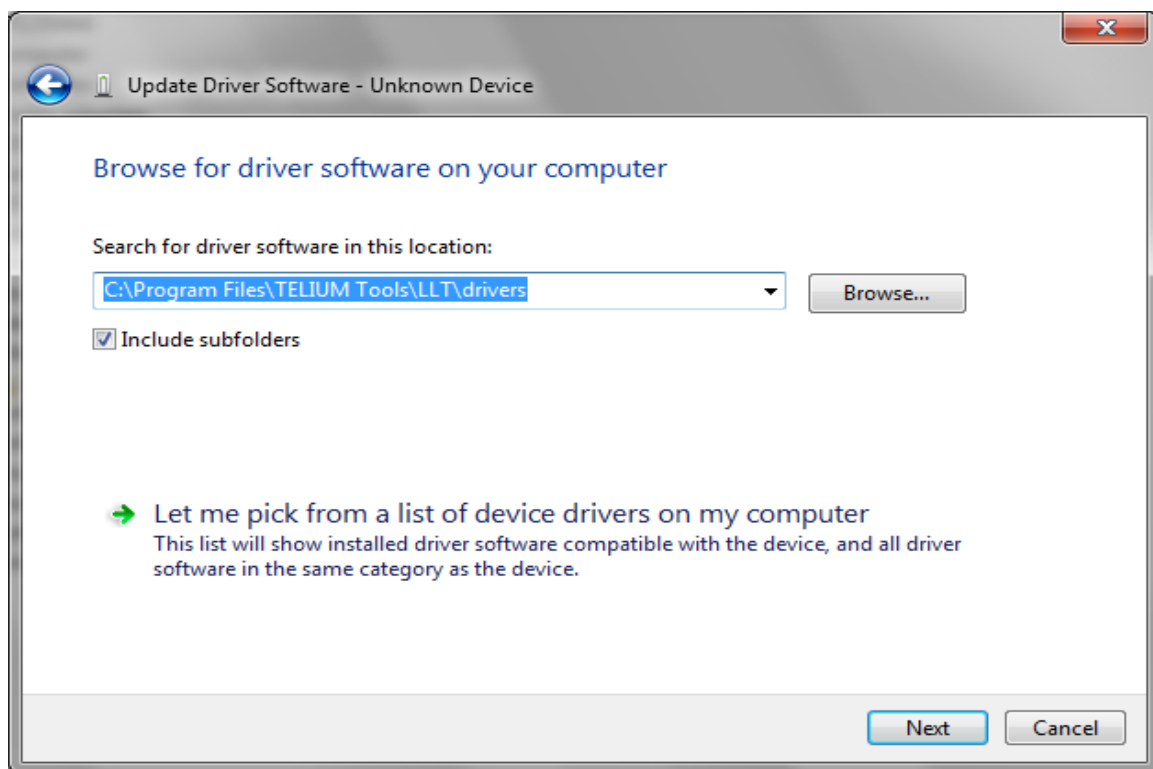 Update Driver Software - Unknown Device
Browse for driver software on your computer
Search for driver software in this location:
C:\Program Files\TELIUM Tools\LLT\drivers
Browse...
Include subfolders
Let me pick from a list of device drivers on my computer
This list will show installed driver software compatible with the device, and all driver
software in the same category as the device.
Next
Cancel